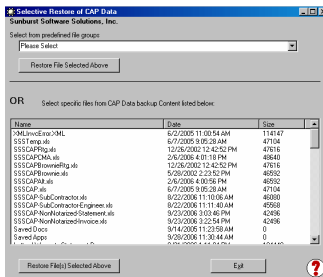 Selective Restore of CAP Data
Sunburst Software Solutions, Inc.
Select from predefined file groups
Please Select
Restore File Selected Above
OR Select specific files from CAP Data backup Content listed below:
Name Date Size
XMLInvcError.XML 6/2/2005 11:00:54 AM 114147
SSSTemp.xls 6/7/2005 9:05:28 AM 47104
SSSCAPRtg.xls 12/26/2002 12:42:52 PM 47616
SSSCAPCMA.xls 2/6/2006 4:01:18 PM 48640
SSSCAPBrownieRtg.xls 12/26/2002 12:42:52 PM 47616
SSSCAPBrownie.xls 5/28/2002 2:23:52 PM 46592
SSSCAPAlt.xls 2/6/2006 4:00:56 PM 46592
SSSCAP.xls 6/7/2005 9:05:28 AM 47104
SCAP-SubContractor.xls 8/22/2006 11:10:06 AM 46080
SCAP-SubContractor-Engineer.xls 8/22/2006 11:11:40 AM 45568
SCAP-NonNotarized-Statement.xls 9/23/2006 3:03:46 PM 42496
SCAP-NonNotarized-Invoice.xls 9/23/2006 3:22:54 PM 42496
Saved Docs 9/14/2005 11:23:58 AM 0
Saved Apps 9/28/2006 11:30:44 AM 0
Restore File(s) Selected Above Exit
?